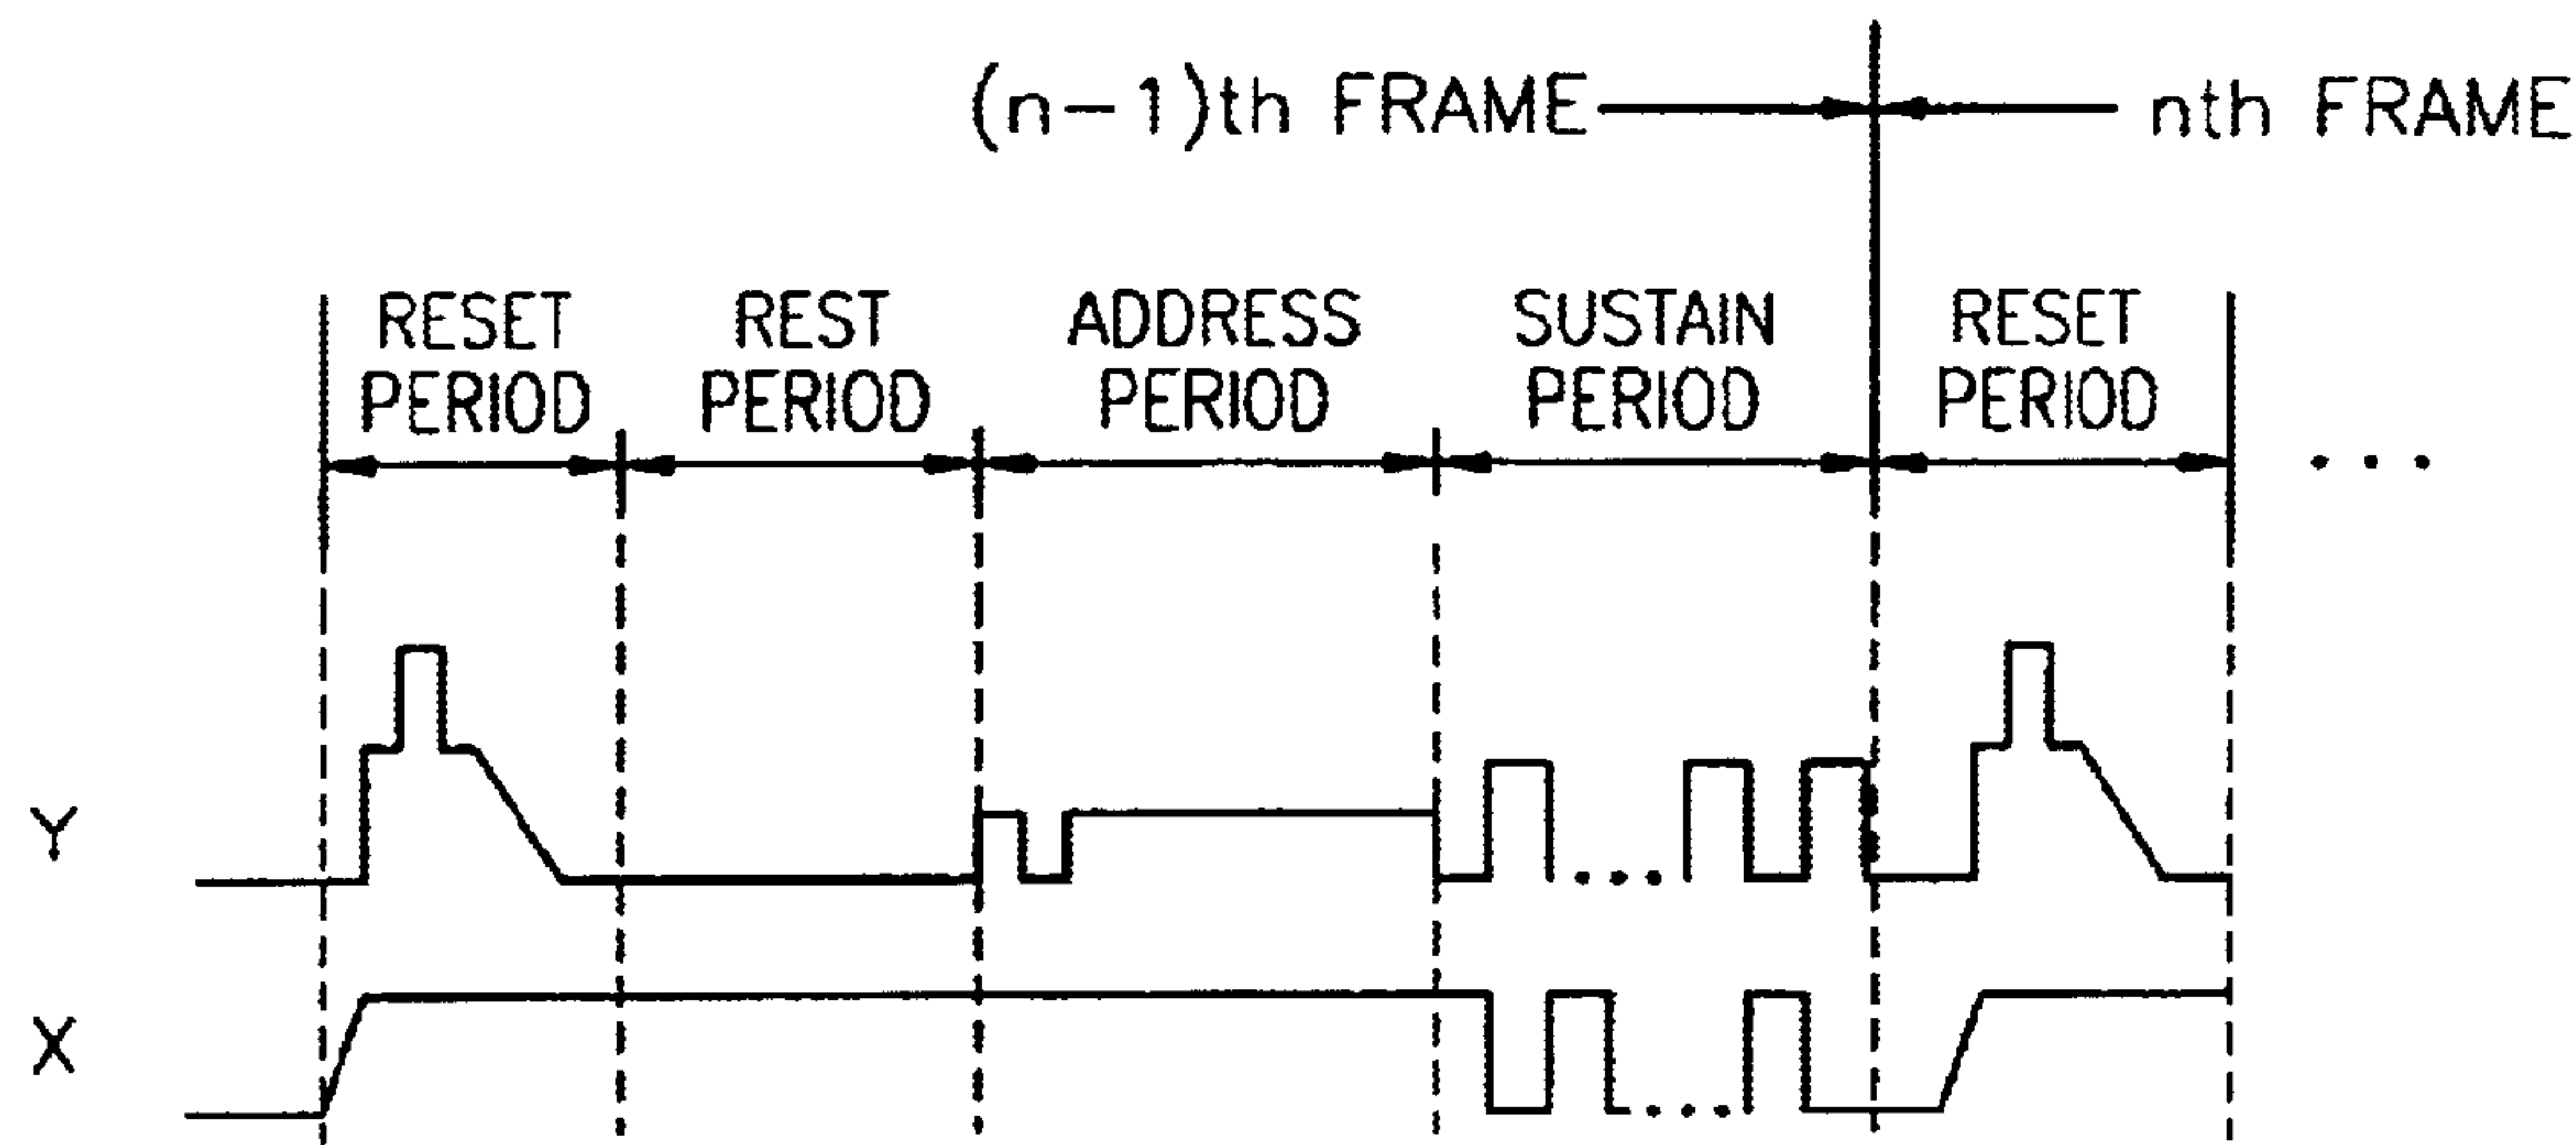 (n-1)th FRAME
nth FRAME
RESET
PERIOD
REST
PERIOD
ADDRESS
PERIOD
SUSTAIN
PERIOD
RESET
PERIOD
Y
X